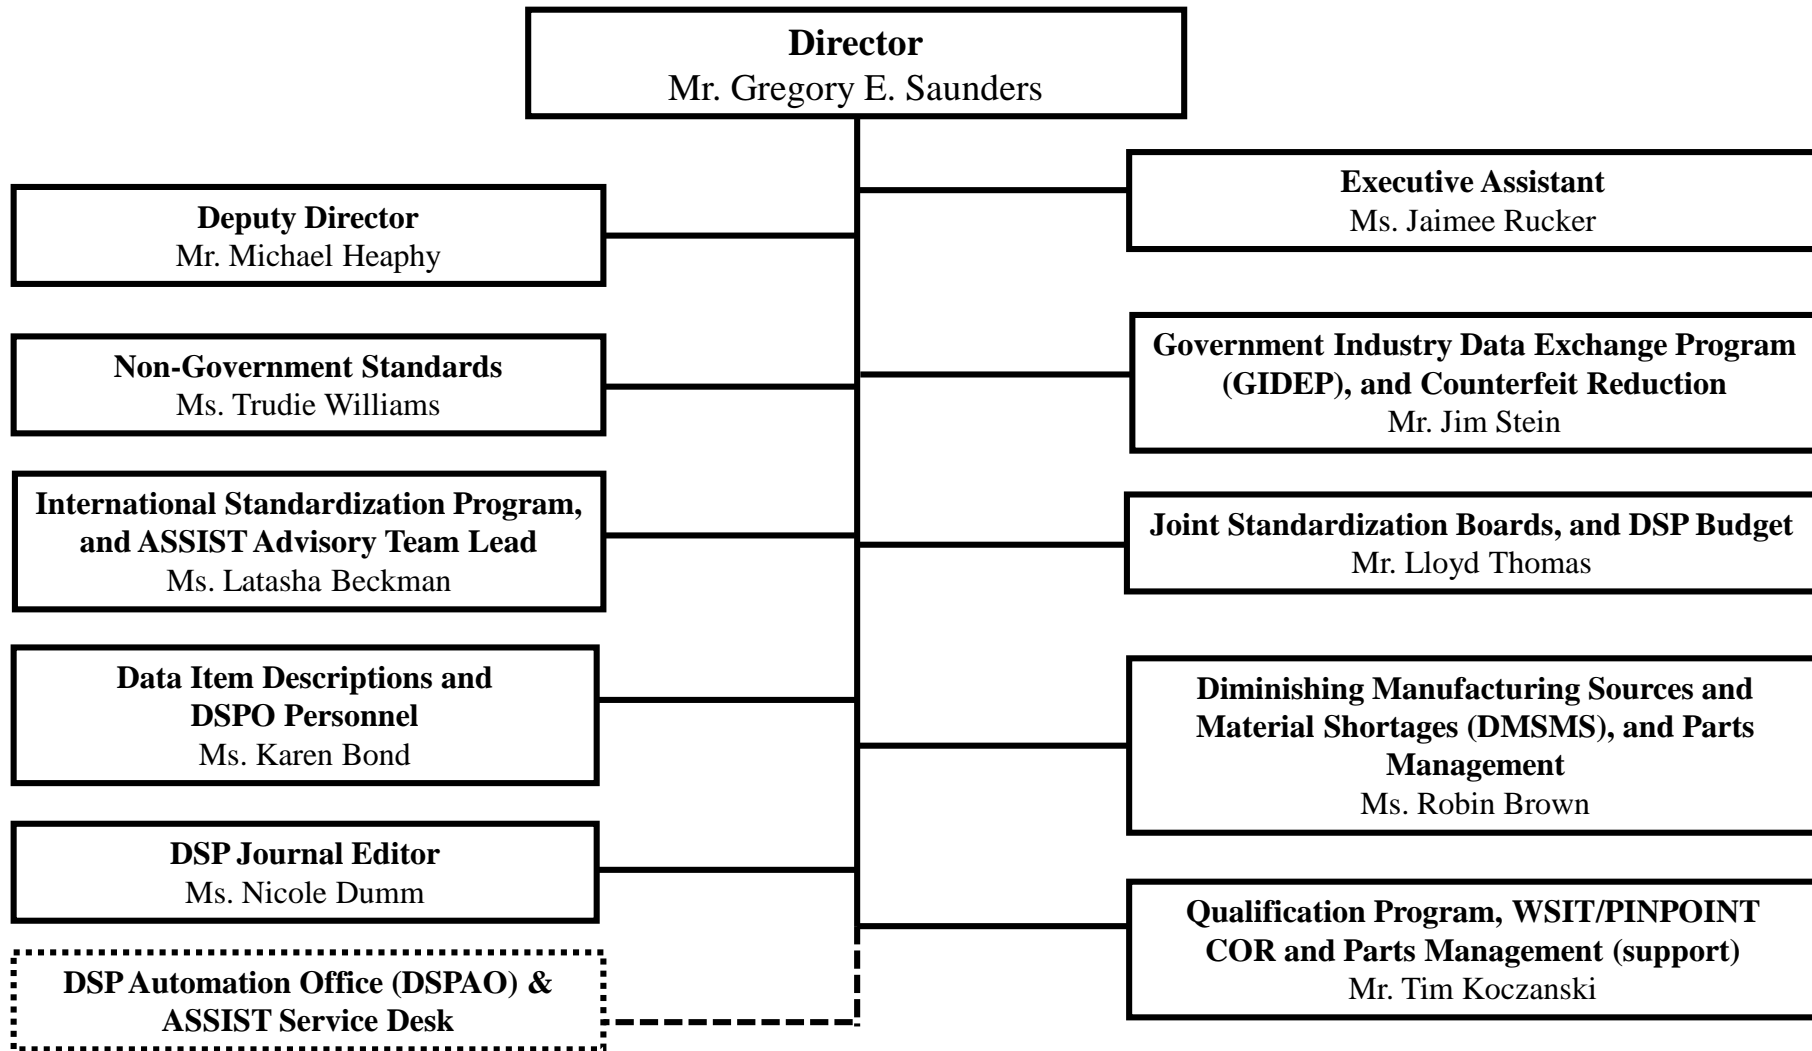 Director
Mr. Gregory E. Saunders
Deputy Director
Mr. Michael Heaphy
Non-Government Standards
Ms. Trudie Williams
International Standardization Program,
and ASSIST Advisory Team Lead
Ms. Latasha Beckman
Data Item Descriptions and
DSPO Personnel
Ms. Karen Bond
DSP Journal Editor
Ms. Nicole Dumm
DSP Automation Office (DSPAO) &
ASSIST Service Desk
Executive Assistant
Ms. Jaimee Rucker
Government Industry Data Exchange Program
(GIDEP), and Counterfeit Reduction
Mr. Jim Stein
Joint Standardization Boards, and DSP Budget
Mr. Lloyd Thomas
Diminishing Manufacturing Sources and
Material Shortages (DMSMS), and Parts
Management
Ms. Robin Brown
Qualification Program, WSIT/PINPOINT
COR and Parts Management (support)
Mr. Tim Koczanski